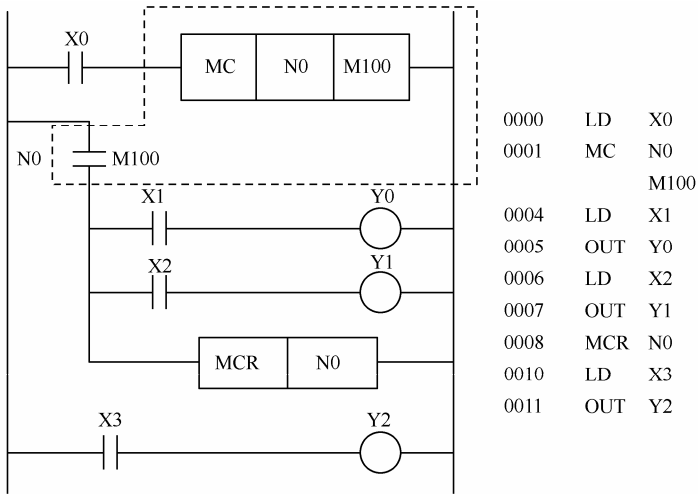 X0
MC N0 M100
N0 M100
X1 Y0
X2 Y1
MCR N0
X3 Y2
0000 LD X0
0001 MC N0
M100
0004 LD X1
0005 OUT Y0
0006 LD X2
0007 OUT Y1
0008 MCR N0
0010 LD X3
0011 OUT Y2